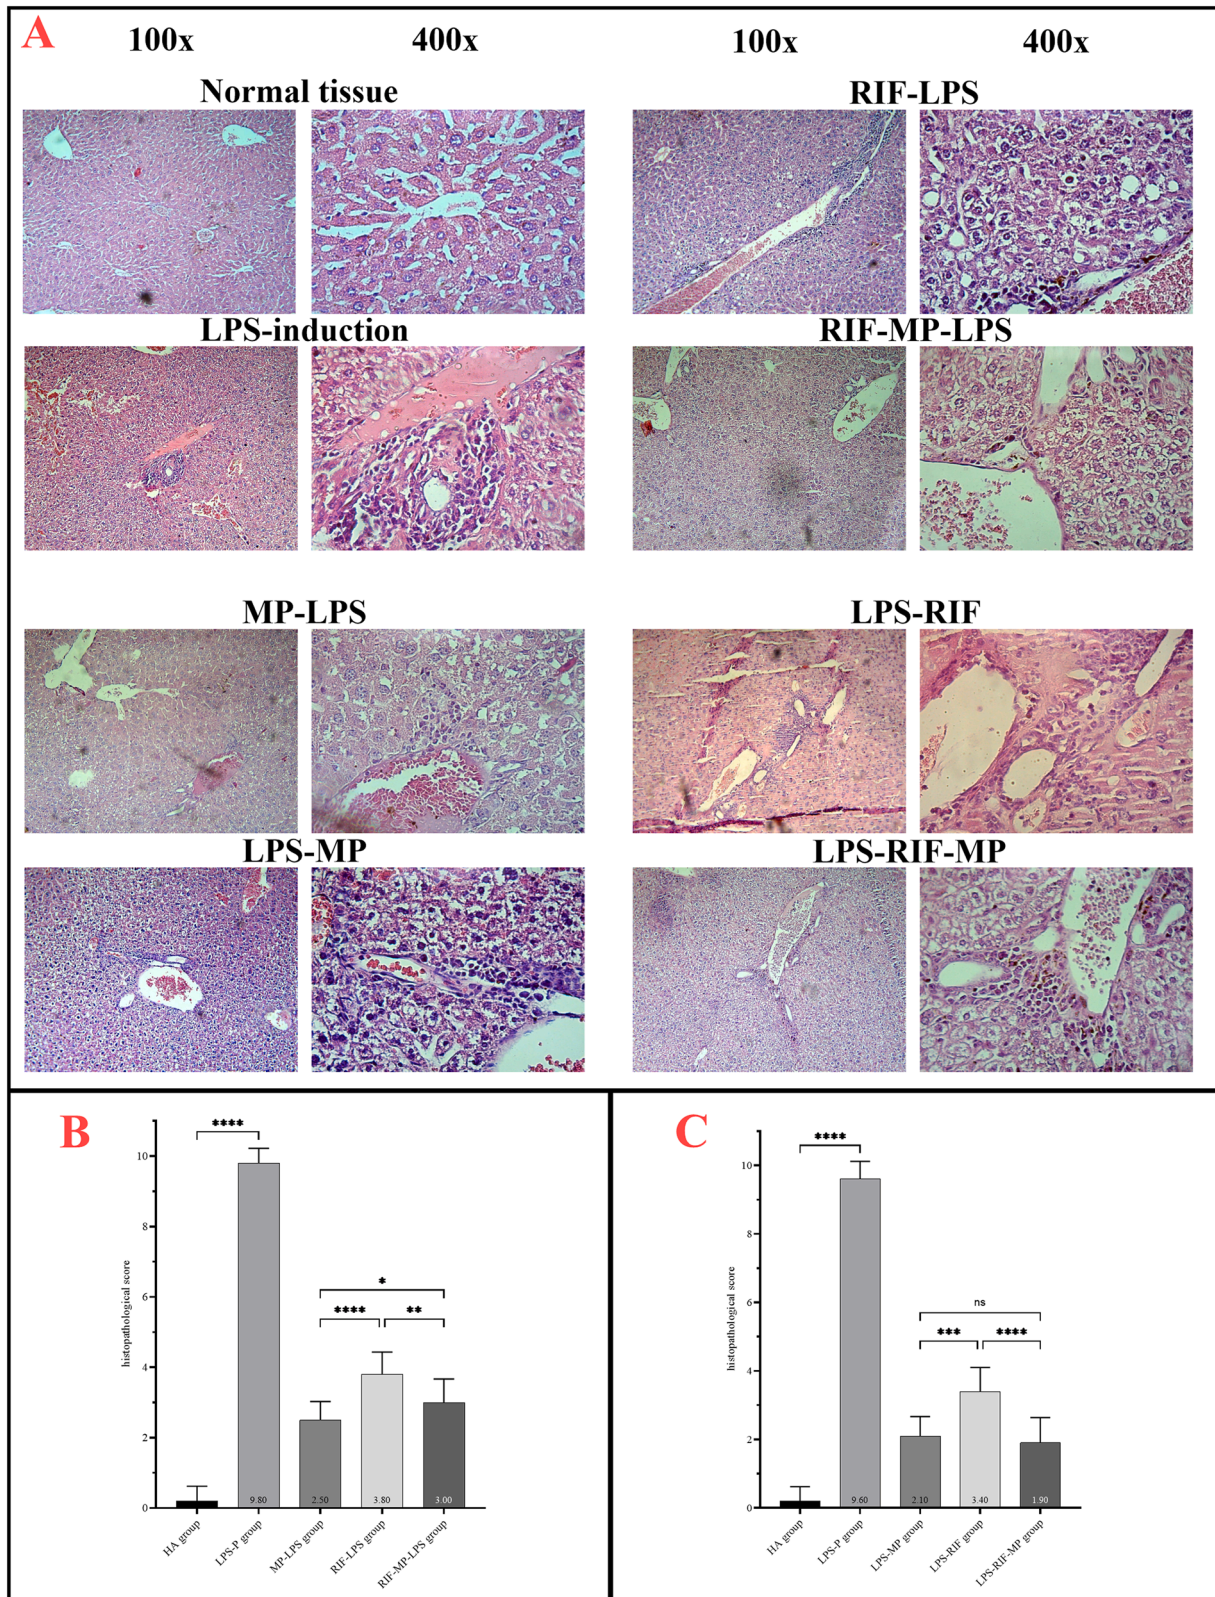 A
100x 400x 100x 400x
Normal tissue RIF-LPS
LPS-induction RIF-MP-LPS
MP-LPS LPS-RIF
LPS-MP LPS-RIF-MP
B
****
*
**** **
histopathological score
10
8
6
4
2
0
9.80 2.50 3.80 3.00
HA group
LPS-P group
MP-LPS group
RIF-LPS group
RIF-MP-LPS group
C
****
ns
*** ****
histopathological score
10
8
6
4
2
0
9.60 2.10 3.40 1.90
HA group
LPS-P group
LPS-MP group
LPS-RIF group
LPS-RIF-MP group